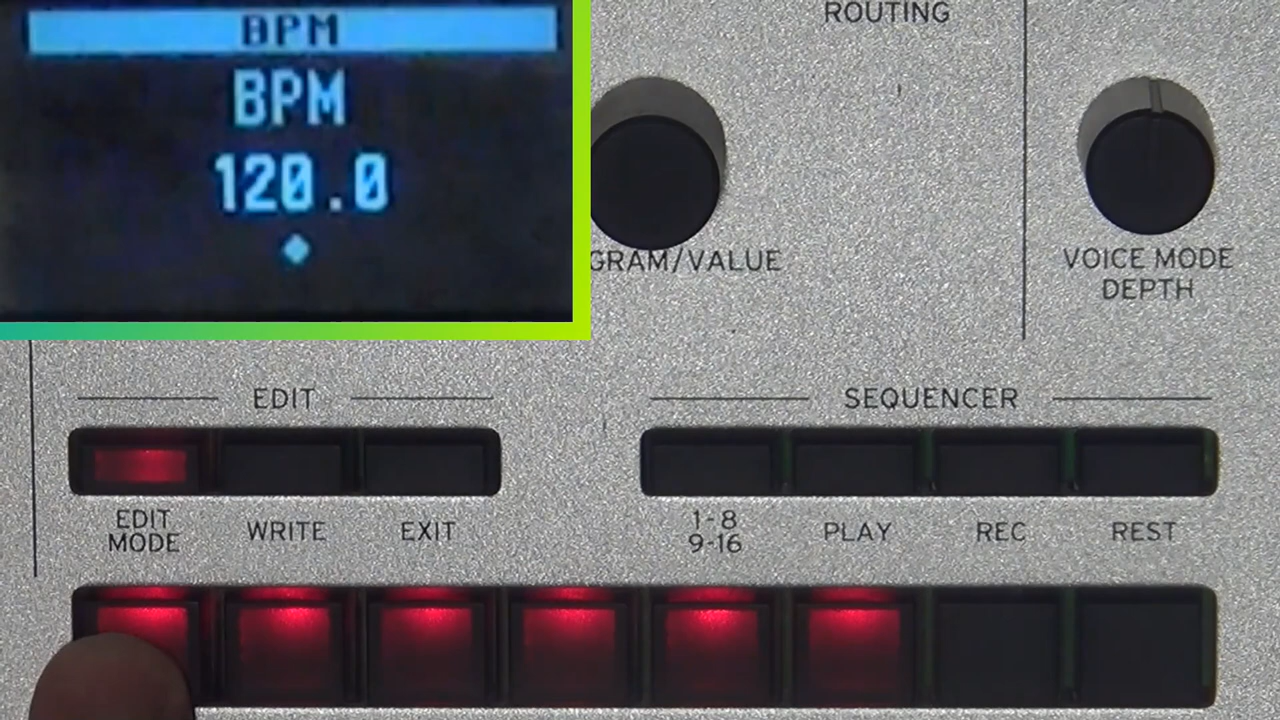 BPM
BPM
120.0
ROUTING
GRAM/VALUE
VOICE MODE
DEPTH
EDIT
SEQUENCER
EDIT
MODE
WRITE
EXIT
1-8
9-16
PLAY
REC
REST